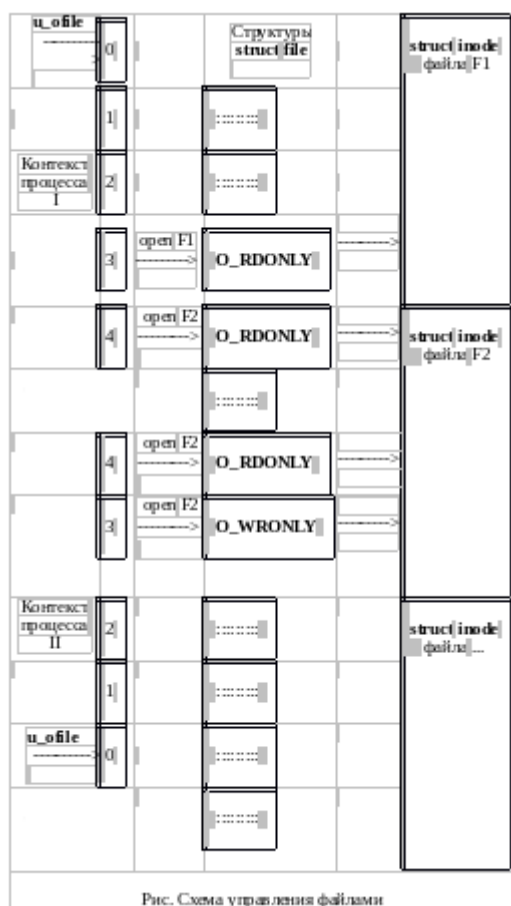 u_ofile
0
Структуры
struct file
struct inode
файла F1
1
::::::::::
Контекст
процесса
I
2
::::::::::
3
open F1
---------->
O_RDONLY
---------->
4
open F2
---------->
O_RDONLY
---------->
struct inode
файла F2
::::::::::
4
open F2
---------->
O_RDONLY
---------->
3
open F2
---------->
O_WRONLY
---------->
Контекст
процесса
II
2
::::::::::
struct inode
файла ...
1
::::::::::
u_ofile
---------->
0
::::::::::
::::::::::
Рис. Схема управления файлами